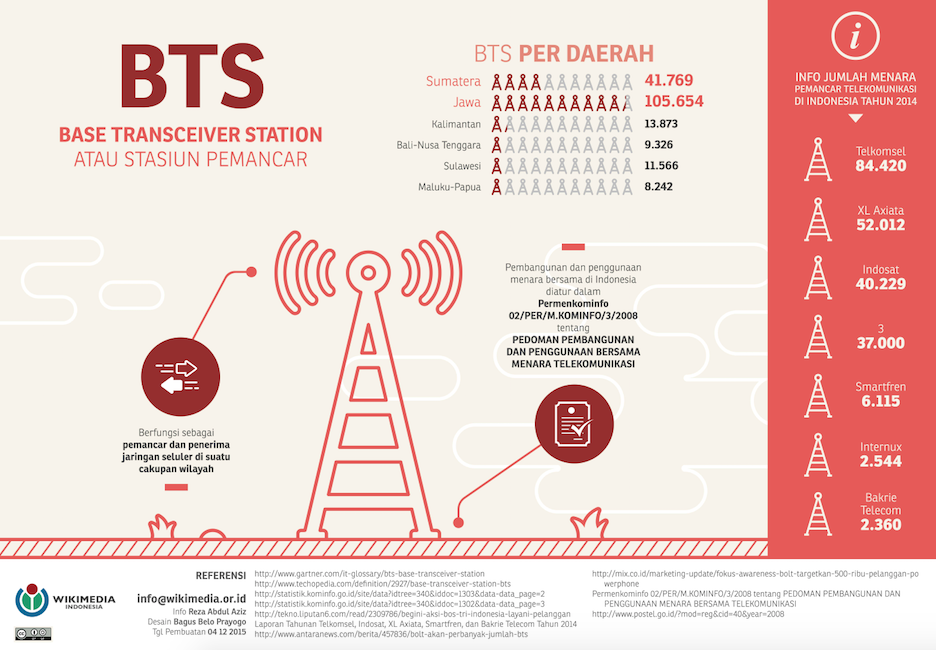 BTS
BASE TRANSCEIVER STATION
ATAU STASIUN PEMANCAR
BTS PER DAERAH
Sumatera 41.769
Jawa 105.654
Kalimantan 13.873
Bali-Nusa Tenggara 9.326
Sulawesi 11.566
Maluku-Papua 8.242
Berfungsi sebagai
pemancar dan penerima
jaringan seluler di suatu
cakupan wilayah
Pembangunan dan penggunaan
menara bersama di Indonesia
diatur dalam
Permenkominfo
02/PER/M.KOMINFO/3/2008
tentang
PEDOMAN PEMBANGUNAN
DAN PENGGUNAAN BERSAMA
MENARA TELEKOMUNIKASI
i
INFO JUMLAH MENARA
PEMANCAR TELEKOMUNIKASI
DI INDONESIA TAHUN 2014
Telkomsel
84.420
XL Axiata
52.012
Indosat
40.229
3
37.000
Smartfren
6.115
Internux
2.544
Bakrie
Telecom
2.360
WIKIMEDIA
INDONESIA
REFERENSI
info@wikimedia.or.id
Info Reza Abdul Aziz
Desain Bagus Belo Prayogo
Tgl Pembuatan 04 12 2015
http://www.gartner.com/it-glossary/bts-base-transceiver-station
http://www.techopedia.com/definition/2927/base-transceiver-station-bts
http://statistik.kominfo.go.id/site/data?idtree=340&iddoc=1303&data-data_page=2
http://statistik.kominfo.go.id/site/data?idtree=340&iddoc=1302&data-data_page=3
http://tekno.liputan6.com/read/2309786/begini-aksi-bos-tri-indonesia-layani-pelanggan
Laporan Tahunan Telkomsel, Indosat, XL Axiata, Smartfren, dan Bakrie Telecom Tahun 2014
http://www.antaranews.com/berita/457836/bolt-akan-perbanyak-jumlah-bts
http://mix.co.id/marketing-update/fokus-awareness-bolt-targetkan-500-ribu-pelanggan-po
werphone
Permenkominfo 02/PER/M.KOMINFO/3/2008 tentang PEDOMAN PEMBANGUNAN DAN
PENGGUNAAN MENARA BERSAMA TELEKOMUNIKASI
http://www.postel.go.id/?mod=reg&cid=40&year=2008